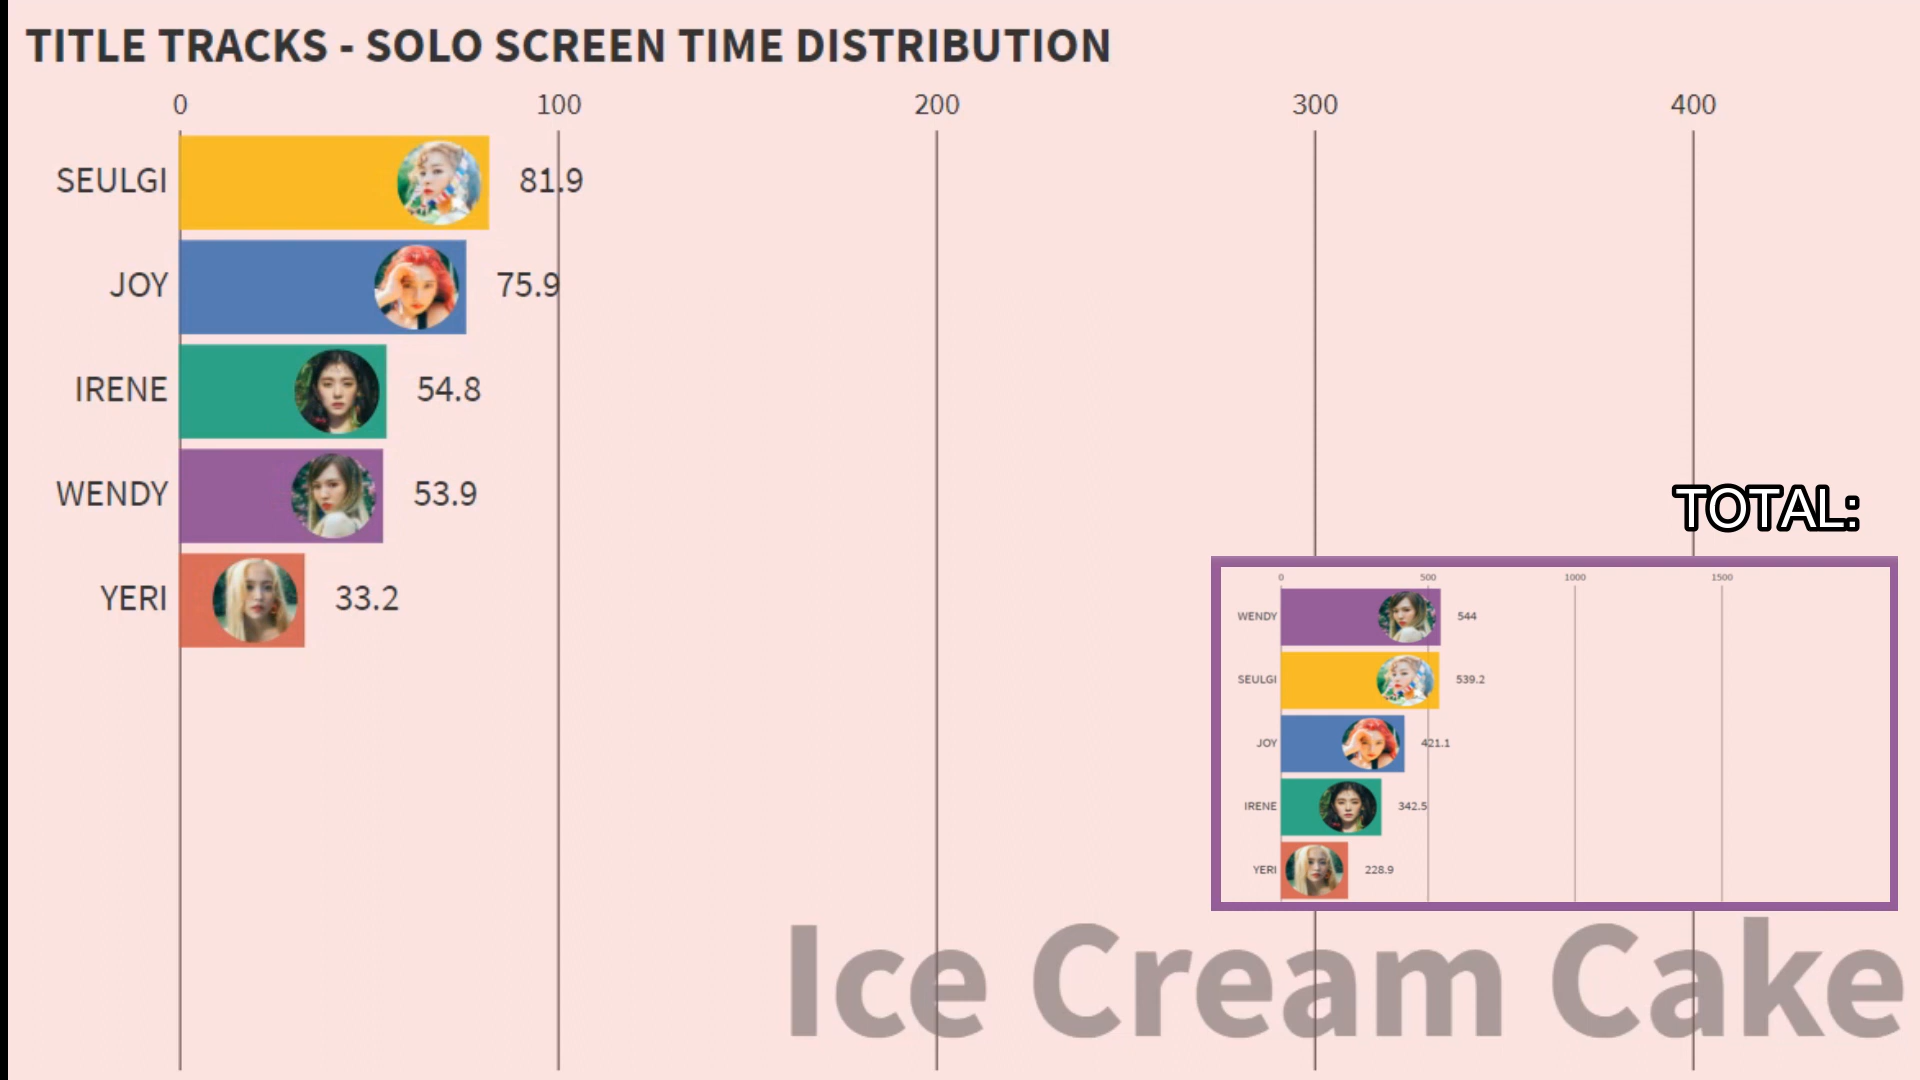 TITLE TRACKS - SOLO SCREEN TIME DISTRIBUTION
0 100 200 300 400
SEULGI 81.9
JOY 75.9
IRENE 54.8
WENDY 53.9
YERI 33.2
TOTAL:
0 500 1000 1500
WENDY 544
SEULGI 539.2
JOY 421.1
IRENE 342.5
YERI 228.9
Ice Cream Cake